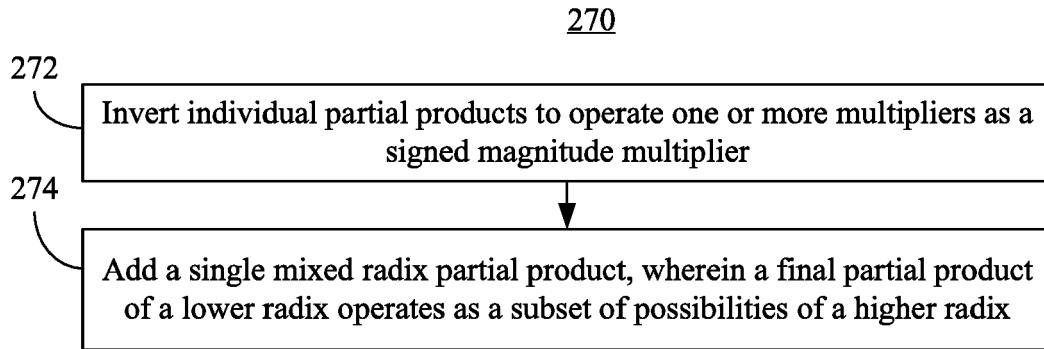 270
272
Invert individual partial products to operate one or more multipliers as a
signed magnitude multiplier
274
Add a single mixed radix partial product, wherein a final partial product
of a lower radix operates as a subset of possibilities of a higher radix